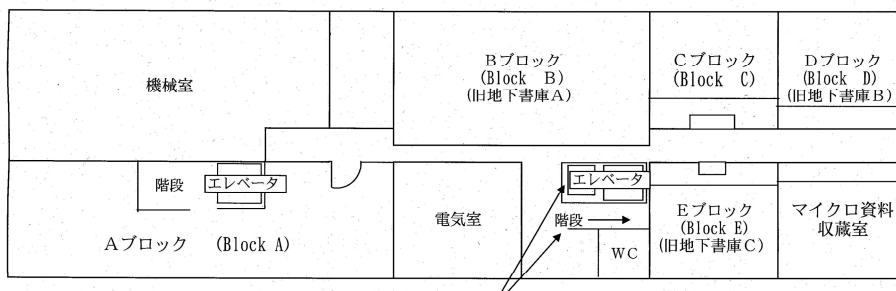 機械室
Bブロック
(Block B)
(旧地下書庫A)
Cブロック
(Block C)
Dブロック
(Block D)
(旧地下書庫B)
階段
エレベータ
Aブロック (Block A)
電気室
エレベータ
階段
WC
Eブロック
(Block E)
(旧地下書庫C)
マイクロ資料
収蔵室